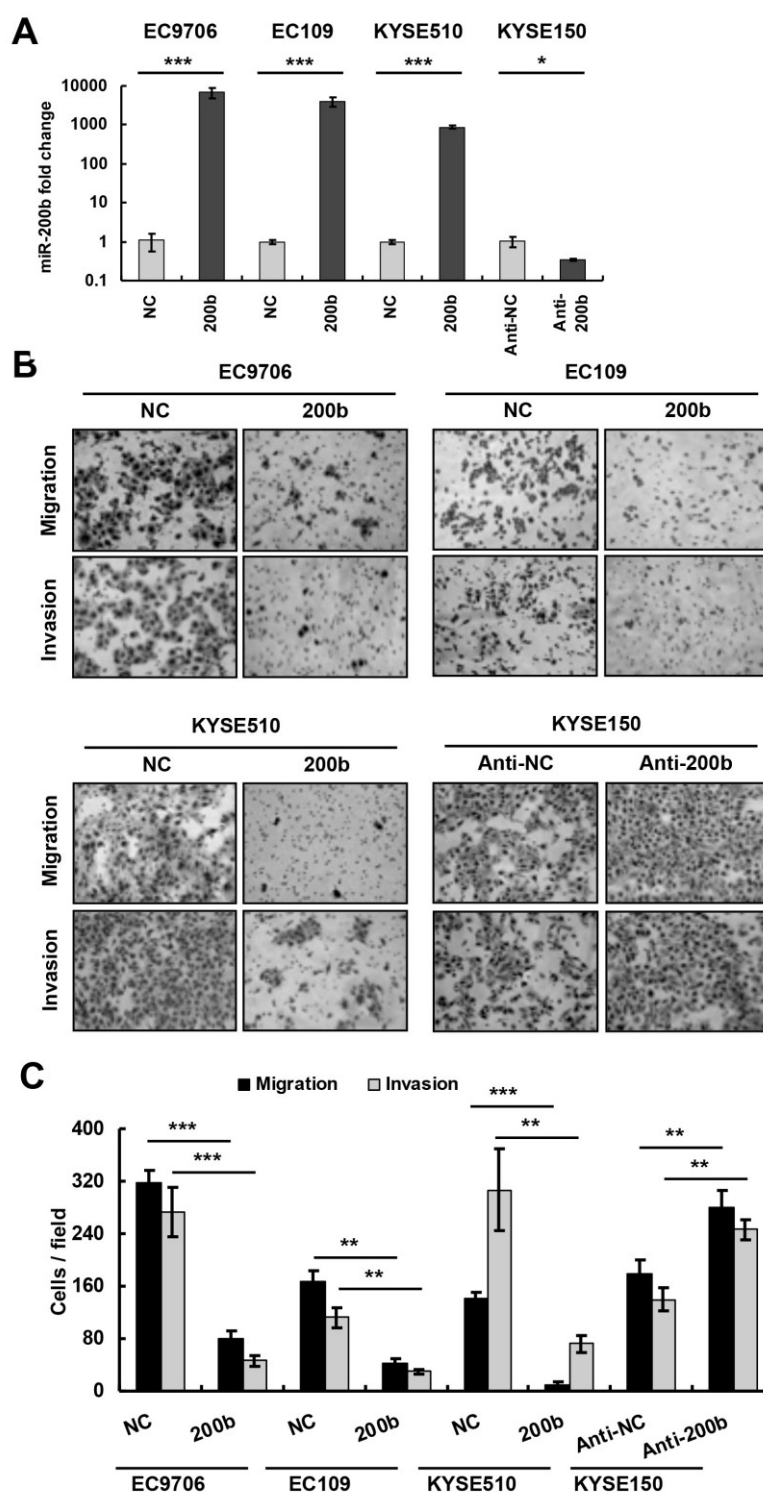 A
EC9706 EC109 KYSE510 KYSE150
*** *** *** *
miR-200b fold change
10000
1000
100
10
1
0.1
NC 200b NC 200b NC 200b Anti-NC Anti-200b
B
EC9706 EC109
NC 200b NC 200b
Migration
Invasion
KYSE510 KYSE150
NC 200b Anti-NC Anti-200b
Migration
Invasion
C
Migration Invasion
*** *** ** ** *** ** ** **
Cells / field
400
320
240
160
80
0
NC 200b NC 200b NC 200b Anti-NC Anti-200b
EC9706 EC109 KYSE510 KYSE150